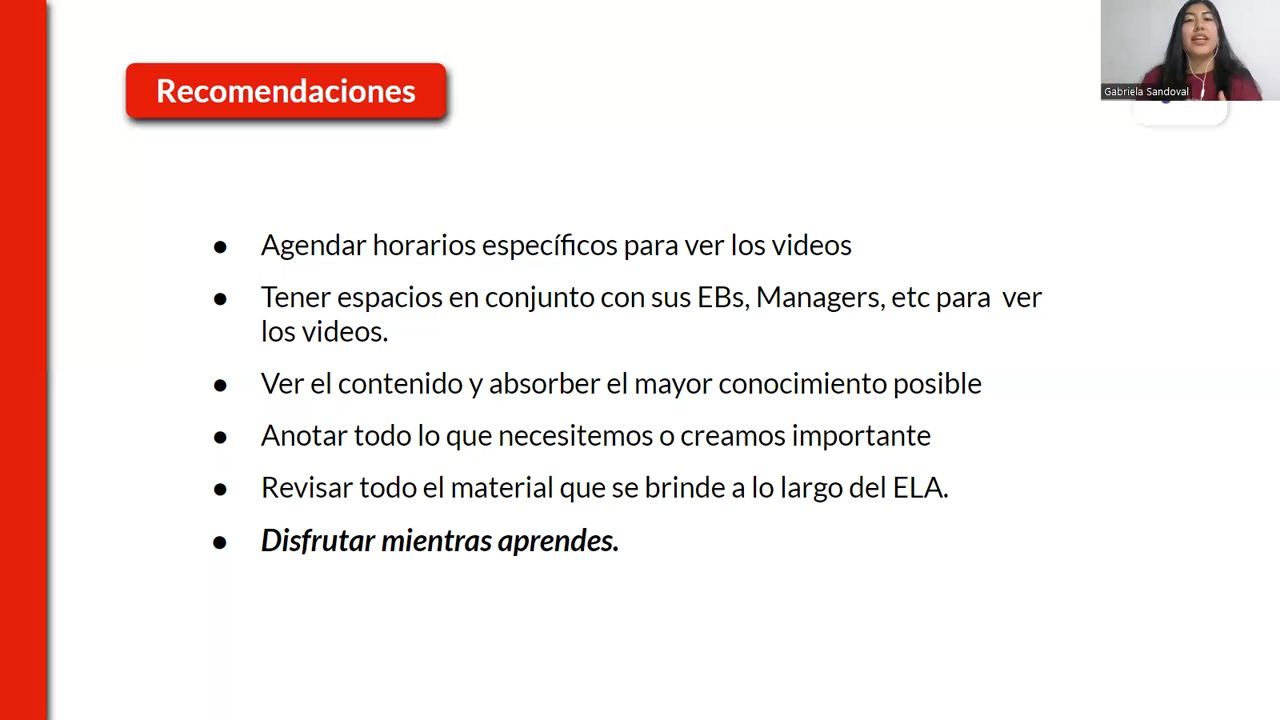 Recomendaciones
Gabriela Sandoval
● Agendar horarios específicos para ver los videos
● Tener espacios en conjunto con sus EBs, Managers, etc para ver
los videos.
● Ver el contenido y absorber el mayor conocimiento posible
● Anotar todo lo que necesitemos o creamos importante
● Revisar todo el material que se brinde a lo largo del ELA.
● Disfrutar mientras aprendes.